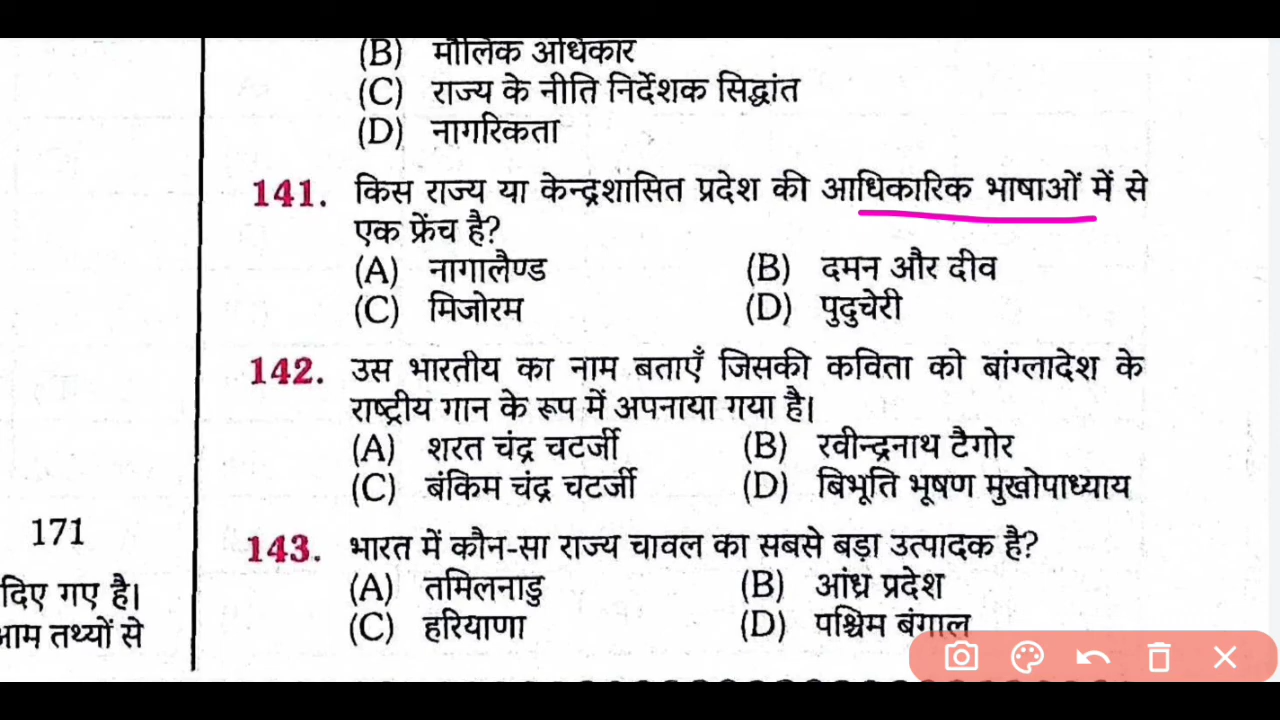 (B) मौलिक अधिकार
(C) राज्य के नीति निर्देशक सिद्धांत
(D) नागरिकता
141. किस राज्य या केन्द्रशासित प्रदेश की आधिकारिक भाषाओं में से
एक फ्रेंच है?
(A) नागालैण्ड (B) दमन और दीव
(C) मिजोरम (D) पुदुचेरी
142. उस भारतीय का नाम बताएँ जिसकी कविता को बांग्लादेश के
राष्ट्रीय गान के रूप में अपनाया गया है।
(A) शरत चंद्र चटर्जी (B) रवीन्द्रनाथ टैगोर
(C) बंकिम चंद्र चटर्जी (D) बिभूति भूषण मुखोपाध्याय
171
143. भारत में कौन-सा राज्य चावल का सबसे बड़ा उत्पादक है?
(A) तमिलनाडु (B) आंध्र प्रदेश
(C) हरियाणा (D) पश्चिम बंगाल
दिए गए है।
आम तथ्यों से